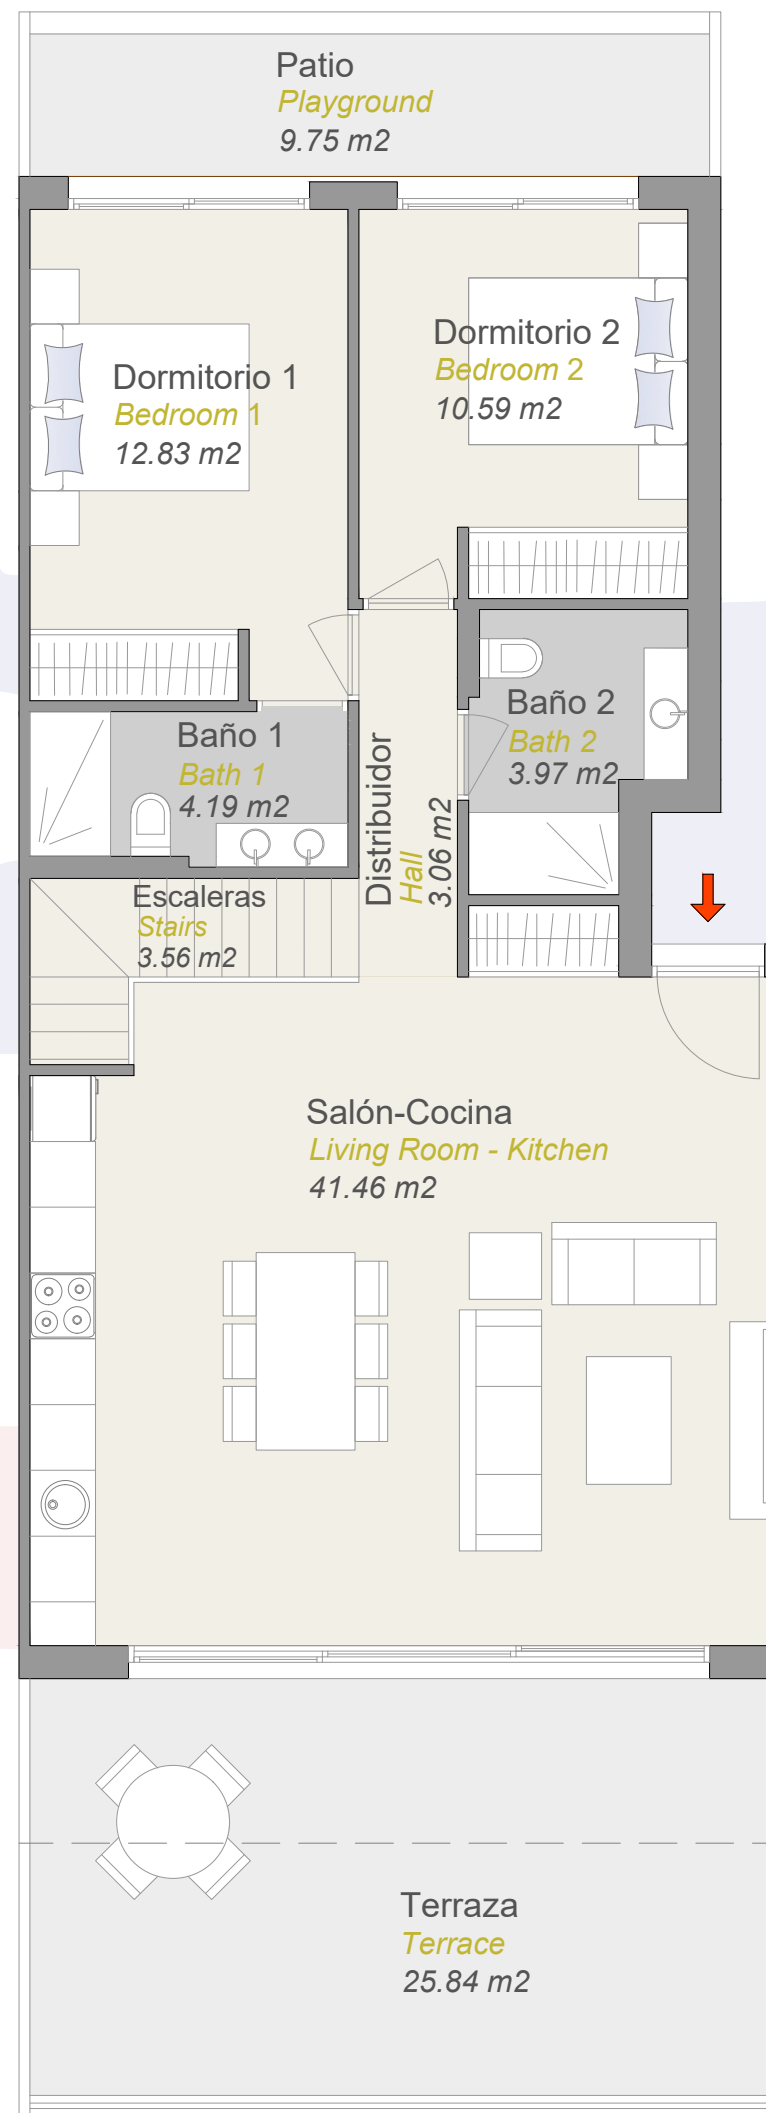 Patio
Playground
9.75 m2
Dormitorio 1
Bedroom 1
12.83 m2
Dormitorio 2
Bedroom 2
10.59 m2
Baño 1
Bath 1
4.19 m2
Distribuidor
Hall
3.06 m2
Baño 2
Bath 2
3.97 m2
Escaleras
Stairs
3.56 m2
Salón-Cocina
Living Room - Kitchen
41.46 m2
Terraza
Terrace
25.84 m2